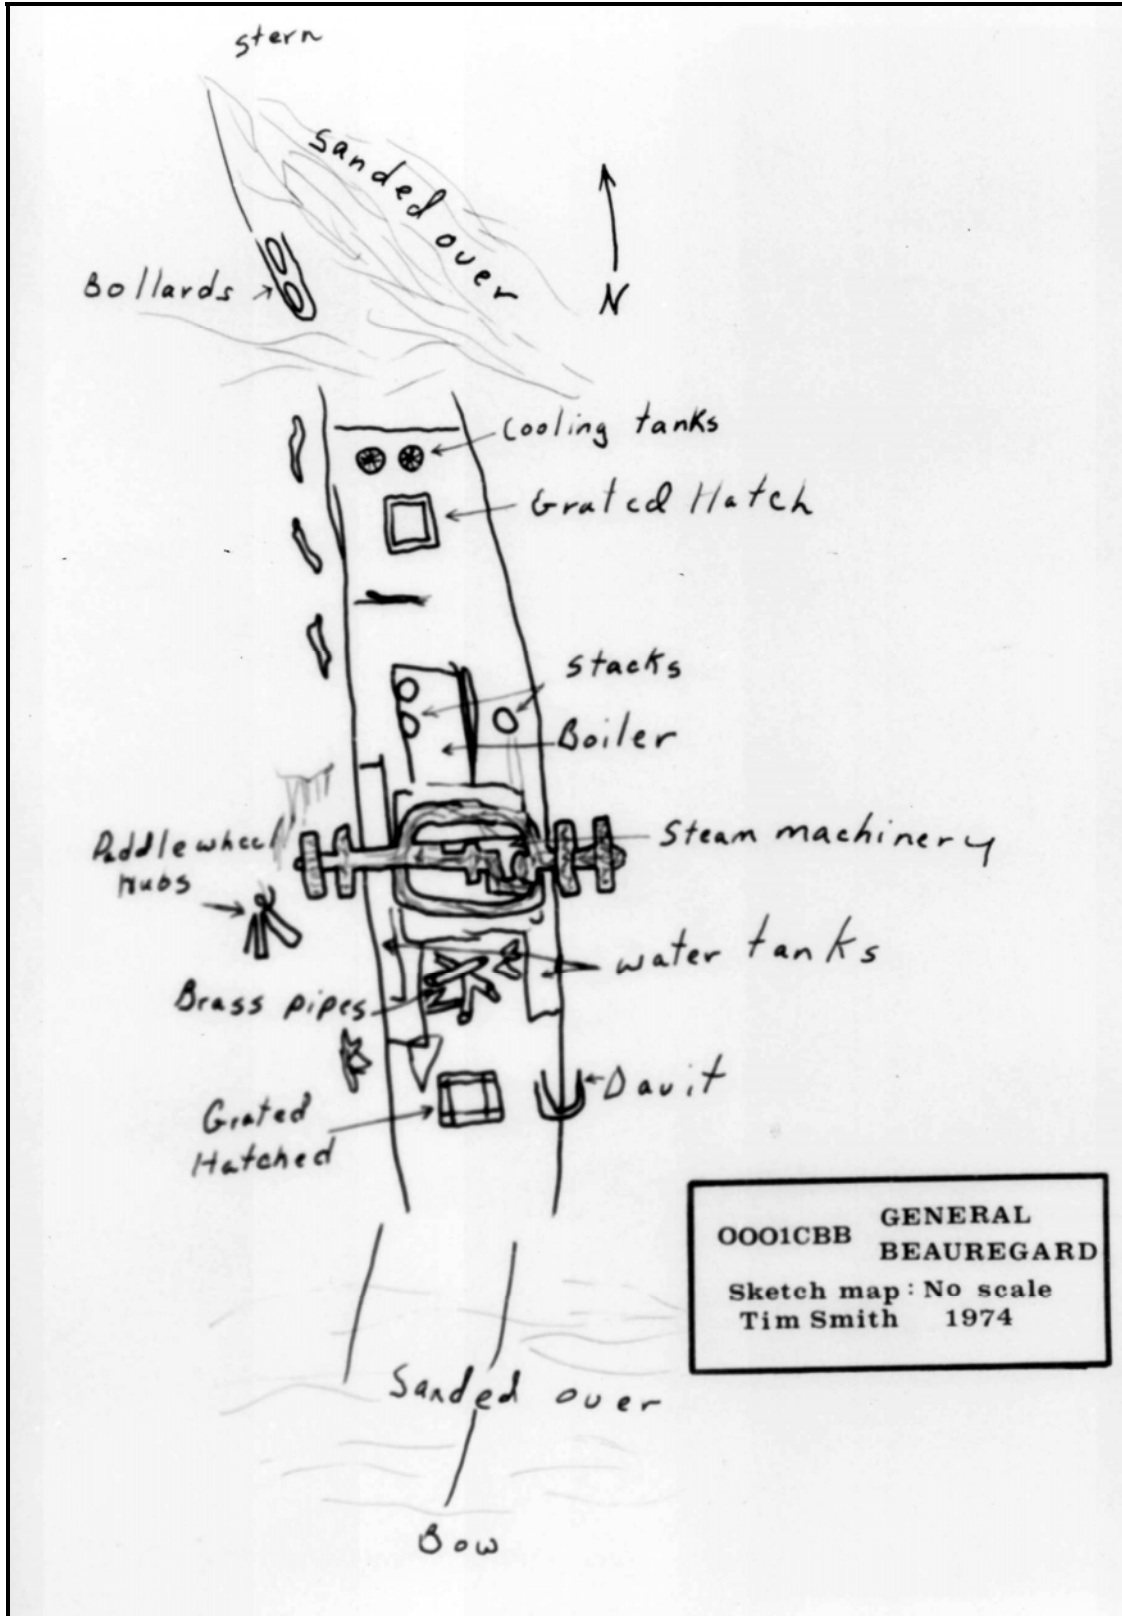 stern
Sanded over
N
Bollards
Cooling tanks
Grated Hatch
Stacks
Boiler
Paddlewheel
Hubs
Steam machinery
water tanks
Brass pipes
Davit
Grated
Hatched
0001CBB GENERAL
BEAUREGARD
Sketch map: No scale
Tim Smith 1974
Sanded over
Bow